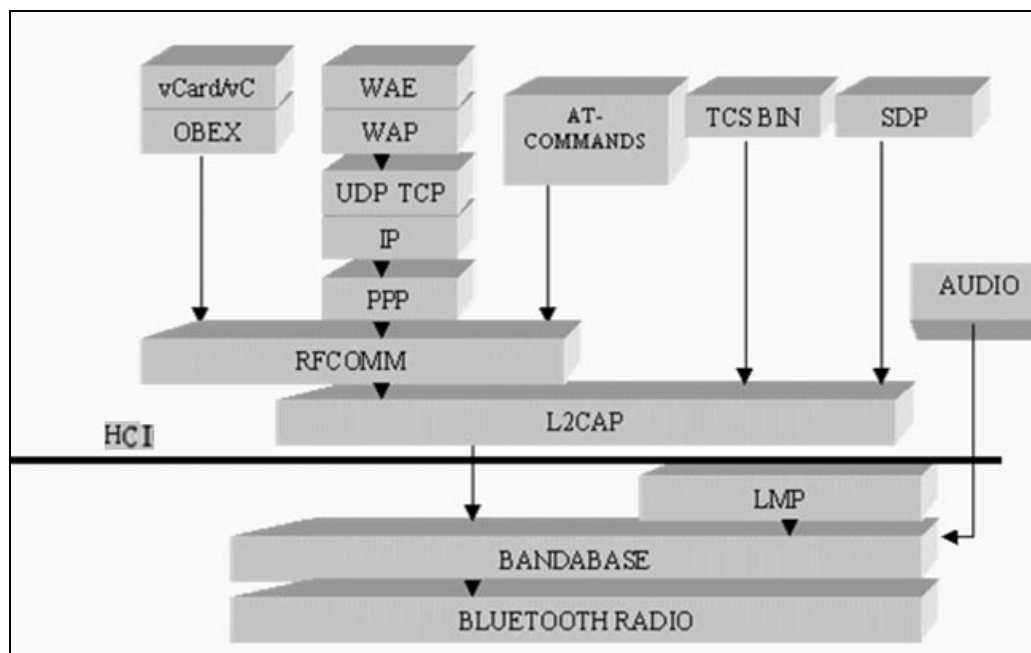 vCard/vC
OBEX
WAE
WAP
UDP TCP
IP
PPP
AT-
COMMANDS
TCS BIN
SDP
AUDIO
RFCOMM
L2CAP
HCI
LMP
BANDABASE
BLUETOOTH RADIO